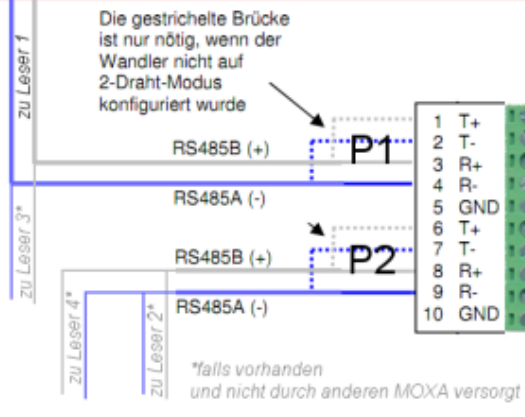 Die gestrichelte Brücke
ist nur nötig, wenn der
Wandler nicht auf
2-Draht-Modus
konfiguriert wurde
zu Leser 1
RS485B (+)
P1
RS485A (-)
1 T+
2 T-
3 R+
4 R-
5 GND
6 T+
7 T-
8 R+
9 R-
10 GND
zu Leser 3*
RS485B (+)
P2
RS485A (-)
zu Leser 4*
zu Leser 2*
*falls vorhanden
und nicht durch anderen MOXA versorgt